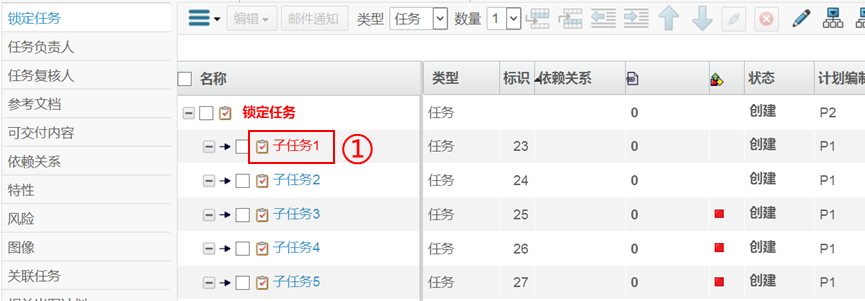 锁定任务
任务负责人
任务复核人
参考文档
可交付内容
依赖关系
特性
风险
图像
关联任务
编辑 邮件通知 类型 任务 数量 1
名称 类型 标识 依赖关系 状态 计划编制
锁定任务 任务 0 创建 P2
子任务1 任务 23 0 创建 P1
①
子任务2 任务 24 0 创建 P1
子任务3 任务 25 0 创建 P1
子任务4 任务 26 0 创建 P1
子任务5 任务 27 0 创建 P1